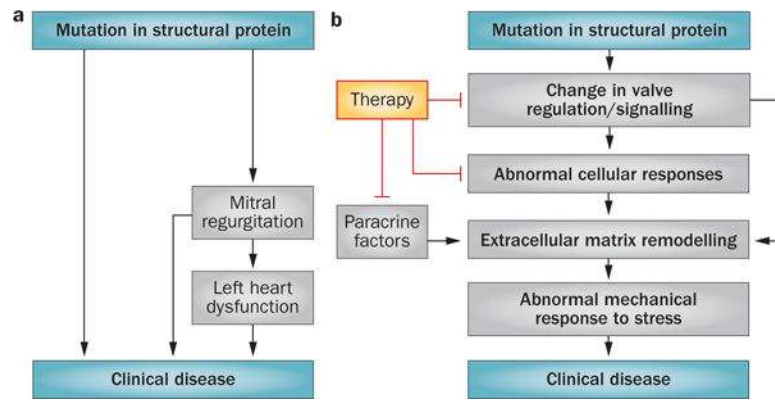 a
Mutation in structural protein
Mitral
regurgitation
Left heart
dysfunction
Clinical disease
b
Mutation in structural protein
Therapy
Change in valve
regulation/signalling
Abnormal cellular responses
Paracrine
factors
Extracellular matrix remodelling
Abnormal mechanical
response to stress
Clinical disease